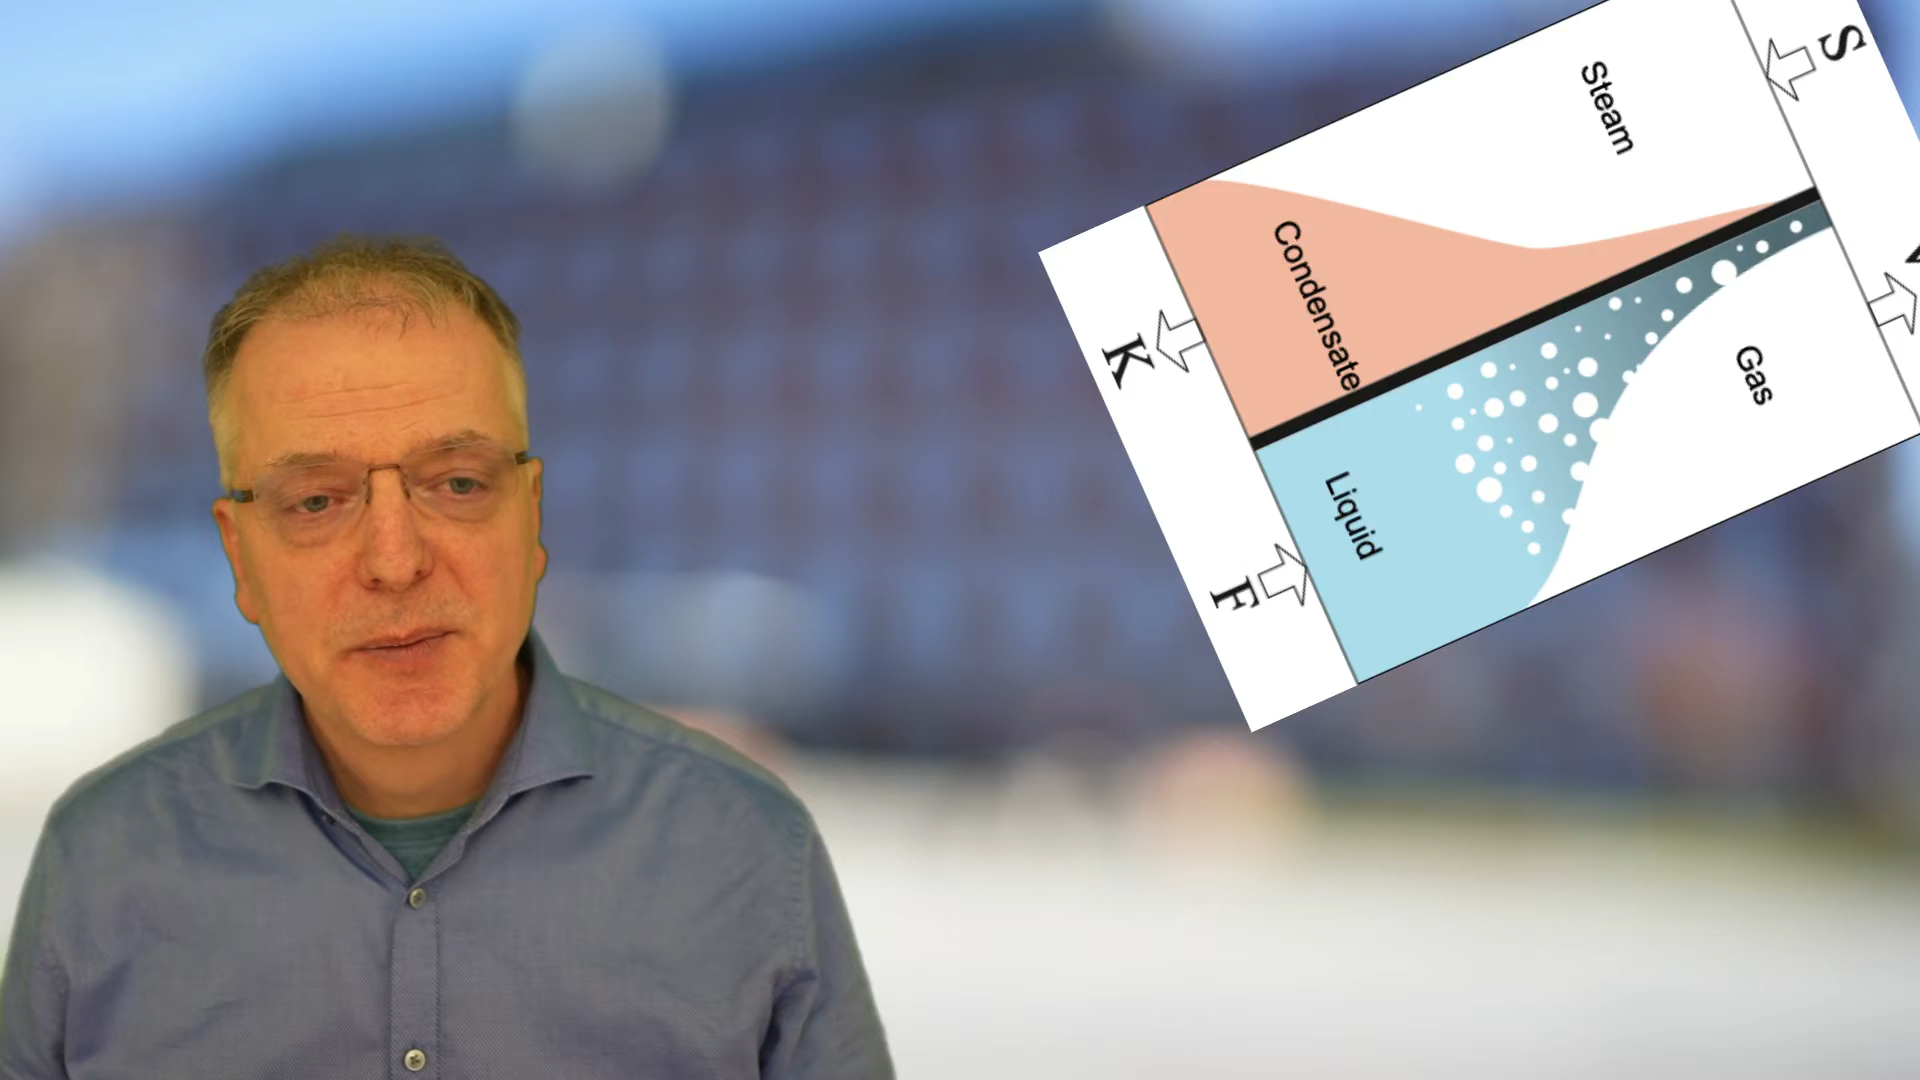 S
Steam
Condensate
K
Gas
Liquid
F